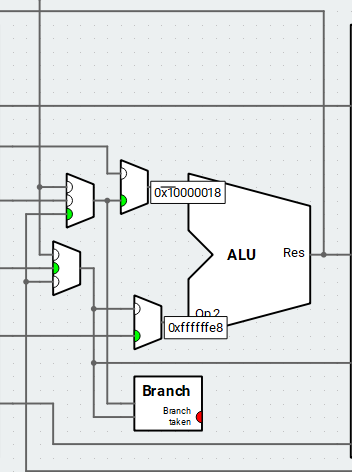 0x10000018
ALU
Res
Op 2
0xffffffe8
Branch
Branch
taken